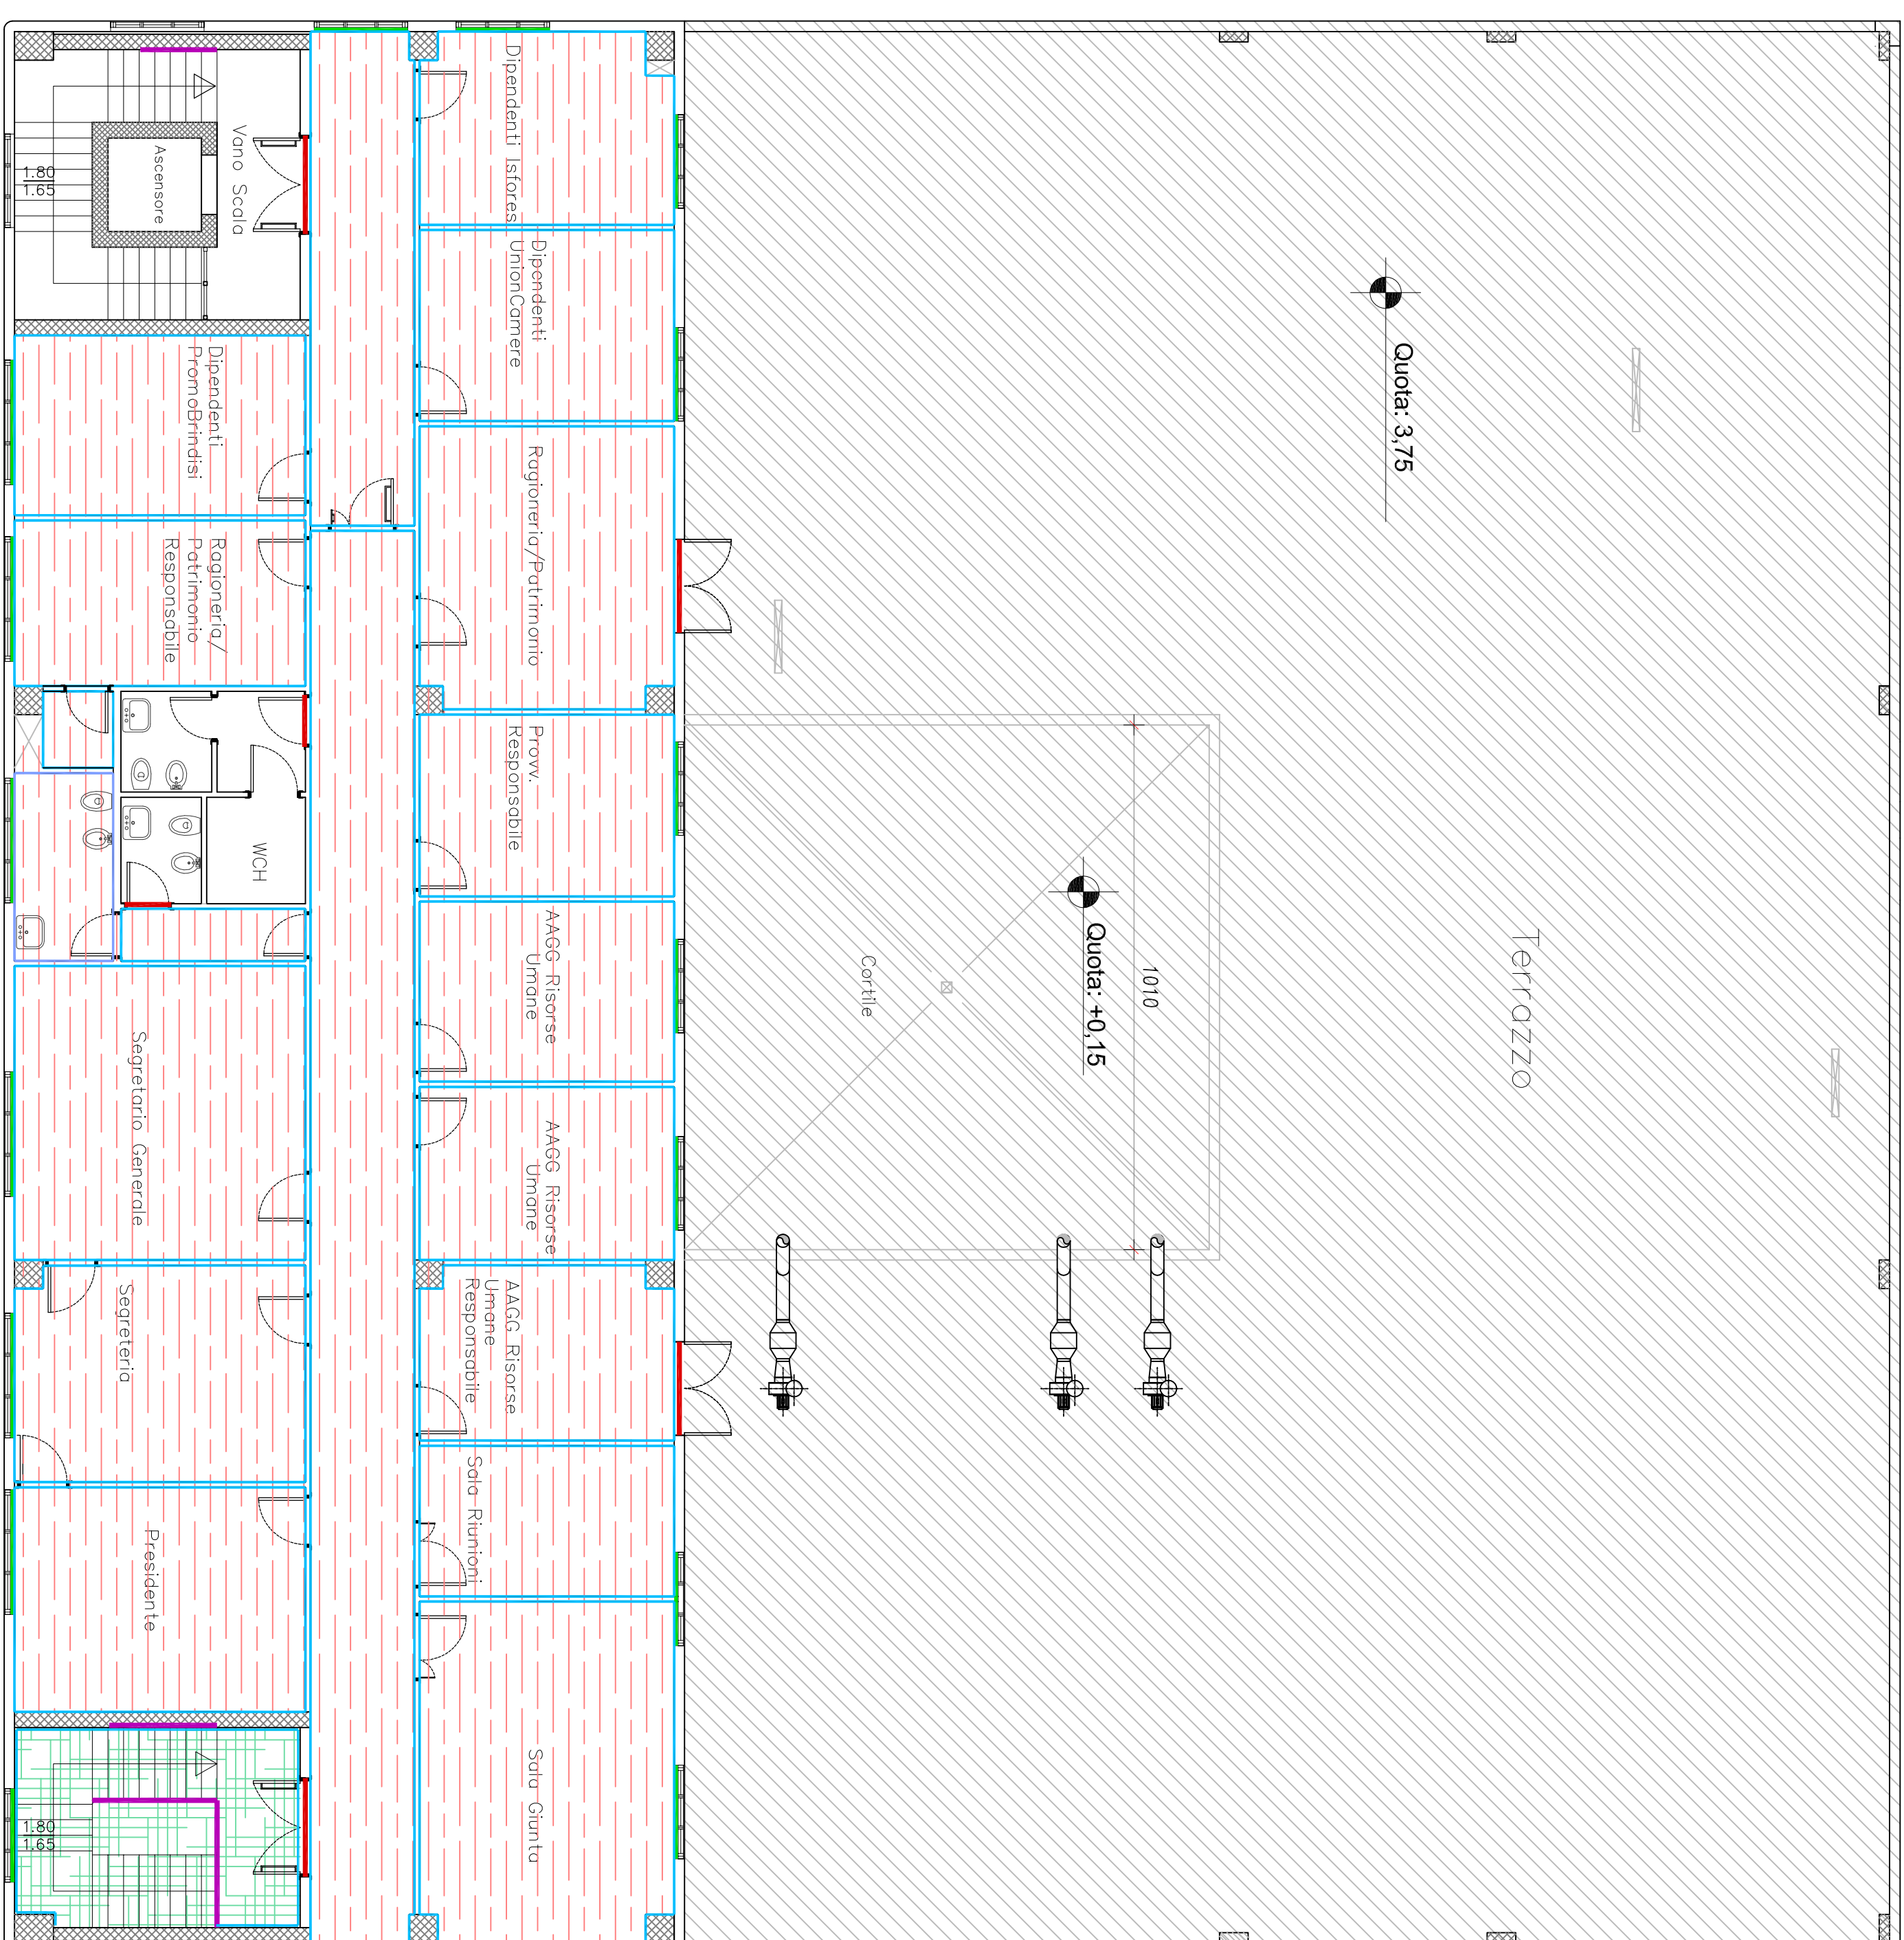 Dipendenti Isfores
Vano Scala
Ascensore
1.80
1.65
Dipendenti
UnionCamere
Quota: 3,75
Dipendenti
PromoBrindisi
Ragioneria/Patrimonio
Ragioneria/
Patrimonio
Responsabile
Provv.
Responsabile
WCH
AAGG Risorse
Umane
Cortile
Quota: +0,15
1010
Terrazzo
Segretario Generale
AAGG Risorse
Umane
Segreteria
AAGG Risorse
Umane
Responsabile
Sala Riunioni
Presidente
Sala Giunta
1.80
1.65